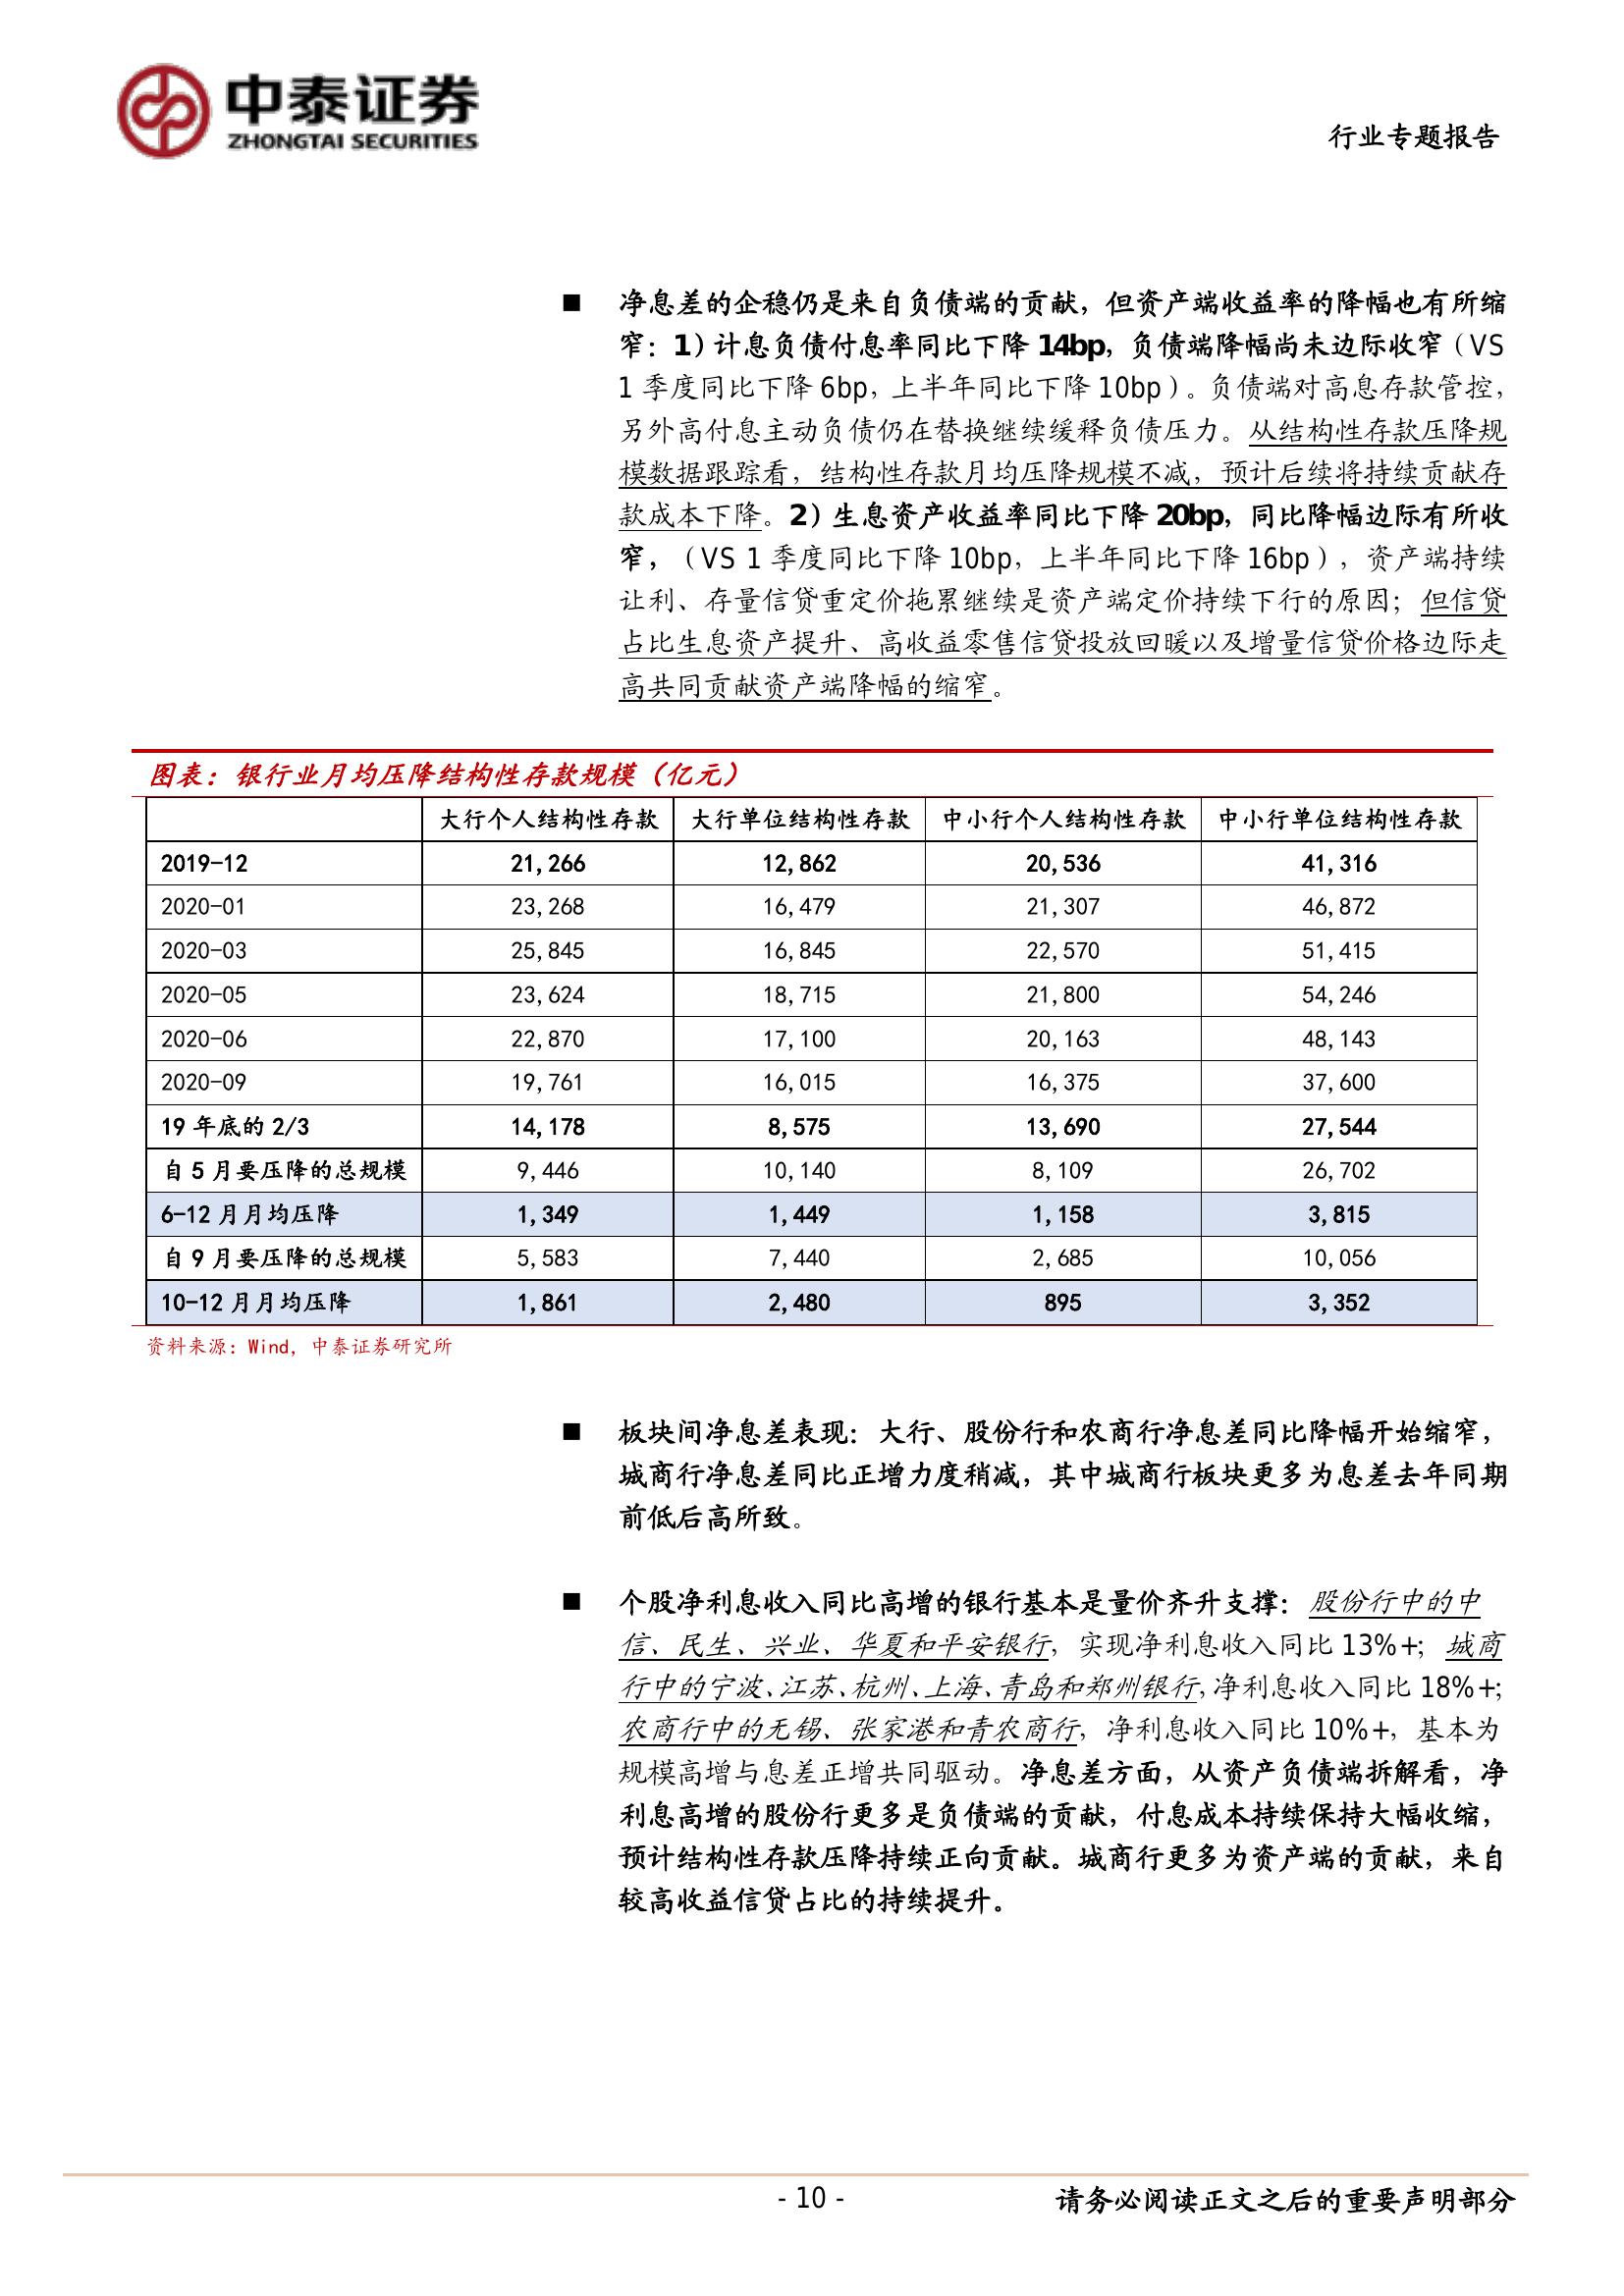 中泰证券
ZHONGTAI SECURITIES
行业专题报告
■ 净息差的企稳仍是来自负债端的贡献，但资产端收益率的降幅也有所缩
窄：1）计息负债付息率同比下降 14bp，负债端降幅尚未边际收窄（VS
1 季度同比下降 6bp，上半年同比下降 10bp）。负债端对高息存款管控，
另外高付息主动负债仍在替换继续缓释负债压力。从结构性存款压降规
模数据跟踪看，结构性存款月均压降规模不减，预计后续将持续贡献存
款成本下降。2）生息资产收益率同比下降 20bp，同比降幅边际有所收
窄，（VS 1 季度同比下降 10bp，上半年同比下降 16bp），资产端持续
让利、存量信贷重定价拖累继续是资产端定价持续下行的原因；但信贷
占比生息资产提升、高收益零售信贷投放回暖以及增量信贷价格边际走
高共同贡献资产端降幅的缩窄。
图表：银行业月均压降结构性存款规模（亿元）
大行个人结构性存款 大行单位结构性存款 中小行个人结构性存款 中小行单位结构性存款
2019-12 21,266 12,862 20,536 41,316
2020-01 23,268 16,479 21,307 46,872
2020-03 25,845 16,845 22,570 51,415
2020-05 23,624 18,715 21,800 54,246
2020-06 22,870 17,100 20,163 48,143
2020-09 19,761 16,015 16,375 37,600
19 年底的 2/3 14,178 8,575 13,690 27,544
自 5 月要压降的总规模 9,446 10,140 8,109 26,702
6-12 月月均压降 1,349 1,449 1,158 3,815
自 9 月要压降的总规模 5,583 7,440 2,685 10,056
10-12 月月均压降 1,861 2,480 895 3,352
资料来源：Wind，中泰证券研究所
■ 板块间净息差表现：大行、股份行和农商行净息差同比降幅开始缩窄，
城商行净息差同比正增力度稍减，其中城商行板块更多为息差去年同期
前低后高所致。
■ 个股净利息收入同比高增的银行基本是量价齐升支撑：股份行中的中
信、民生、兴业、华夏和平安银行，实现净利息收入同比 13%+；城商
行中的宁波、江苏、杭州、上海、青岛和郑州银行，净利息收入同比 18%+；
农商行中的无锡、张家港和青农商行，净利息收入同比 10%+，基本为
规模高增与息差正增共同驱动。净息差方面，从资产负债端拆解看，净
利息高增的股份行更多是负债端的贡献，付息成本持续保持大幅收缩，
预计结构性存款压降持续正向贡献。城商行更多为资产端的贡献，来自
较高收益信贷占比的持续提升。
- 10 -
请务必阅读正文之后的重要声明部分